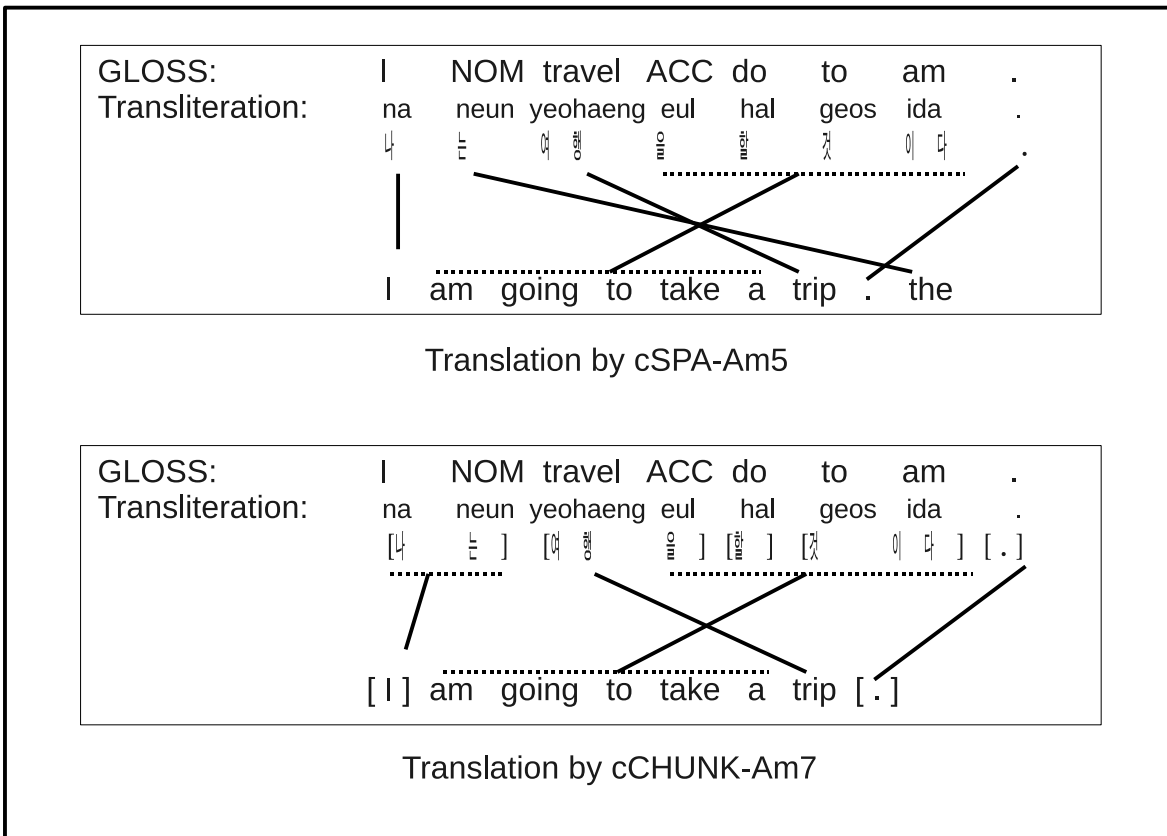 GLOSS: I NOM travel ACC do to am .
Transliteration: na neun yeohaeng eul hal geos ida .
나 는 여 행 을 할 것 이 다 .
I am going to take a trip . the
Translation by cSPA-Am5
GLOSS: I NOM travel ACC do to am .
Transliteration: na neun yeohaeng eul hal geos ida .
[나 는 ] [여 행 을 ] [할 ] [것 이 다 ] [ . ]
[ I ] am going to take a trip [ . ]
Translation by cCHUNK-Am7